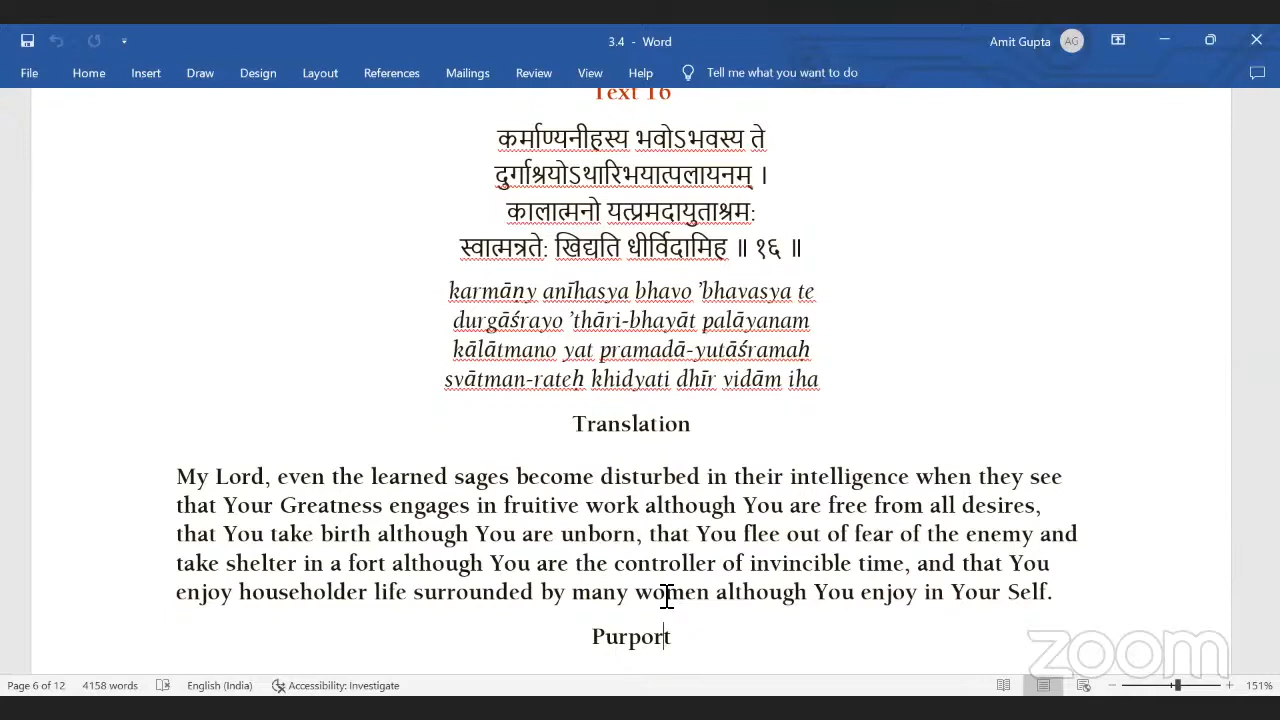 3.4 - Word
Amit Gupta
AG
File Home Insert Draw Design Layout References Mailings Review View Help Tell me what you want to do
Text 16
कर्माण्यनीहस्य भवोऽभवस्य ते
दुर्गाश्रयोऽथारिभयात्पलायनम् ।
कालात्मनो यत्प्रमदायुताश्रम:
स्वात्मन्रते: खिद्यति धीर्विदामिह ॥ १६ ॥
karmāṇy anīhasya bhavo ’bhavasya te
durgāśrayo ’thāri-bhayāt palāyanam
kālātmano yat pramadā-yutāśramaḥ
svātman-rateḥ khidyati dhīr vidām iha
Translation
My Lord, even the learned sages become disturbed in their intelligence when they see
that Your Greatness engages in fruitive work although You are free from all desires,
that You take birth although You are unborn, that You flee out of fear of the enemy and
take shelter in a fort although You are the controller of invincible time, and that You
enjoy householder life surrounded by many women although You enjoy in Your Self.
Purport
zoom
Page 6 of 12 4158 words English (India) Accessibility: Investigate 151%